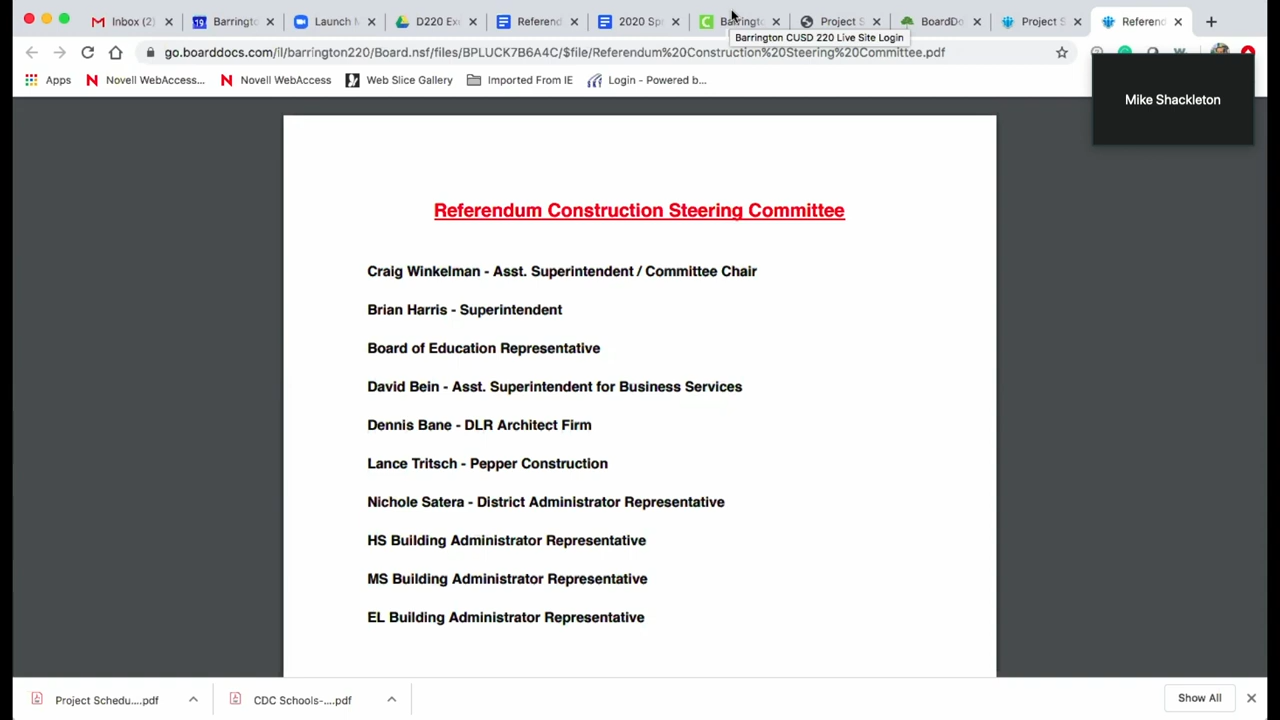 Inbox (2)
Barringto
Launch M
D220 Ex
Referend
2020 Sp
Barringto
Project S
BoardDo
Project S
Referend
Barrington CUSD 220 Live Site Login
go.boarddocs.com/il/barrington220/Board.nsf/files/BPLUCK7B6A4C/$file/Referendum%20Construction%20Steering%20Committee.pdf
Apps
Novell WebAccess...
Novell WebAccess
Web Slice Gallery
Imported From IE
Login - Powered b...
Mike Shackleton
Referendum Construction Steering Committee
Craig Winkelman - Asst. Superintendent / Committee Chair
Brian Harris - Superintendent
Board of Education Representative
David Bein - Asst. Superintendent for Business Services
Dennis Bane - DLR Architect Firm
Lance Tritsch - Pepper Construction
Nichole Satera - District Administrator Representative
HS Building Administrator Representative
MS Building Administrator Representative
EL Building Administrator Representative
Project Schedu....pdf
CDC Schools-....pdf
Show All